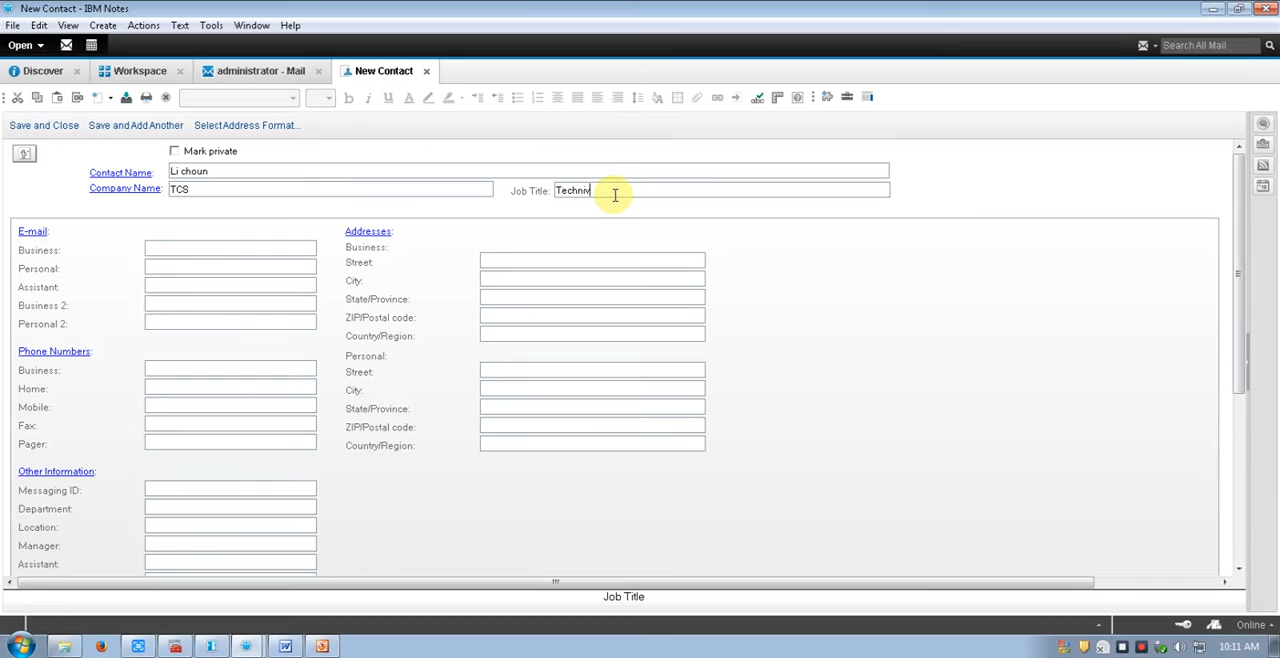 New Contact - IBM Notes
File Edit View Create Actions Text Tools Window Help
Open Search All Mail
Discover Workspace administrator - Mail New Contact
Save and Close Save and Add Another Select Address Format...
Mark private
Contact Name: Li choun
Company Name: TCS Job Title: Techniv
E-mail: Addresses:
Business: Business:
Personal: Street:
Assistant: City:
Business 2: State/Province:
Personal 2: ZIP/Postal code:
Country/Region:
Phone Numbers: Personal:
Business: Street:
Home: City:
Mobile: State/Province:
Fax: ZIP/Postal code:
Pager: Country/Region:
Other Information:
Messaging ID:
Department:
Location:
Manager:
Assistant:
Job Title
Online
10:11 AM